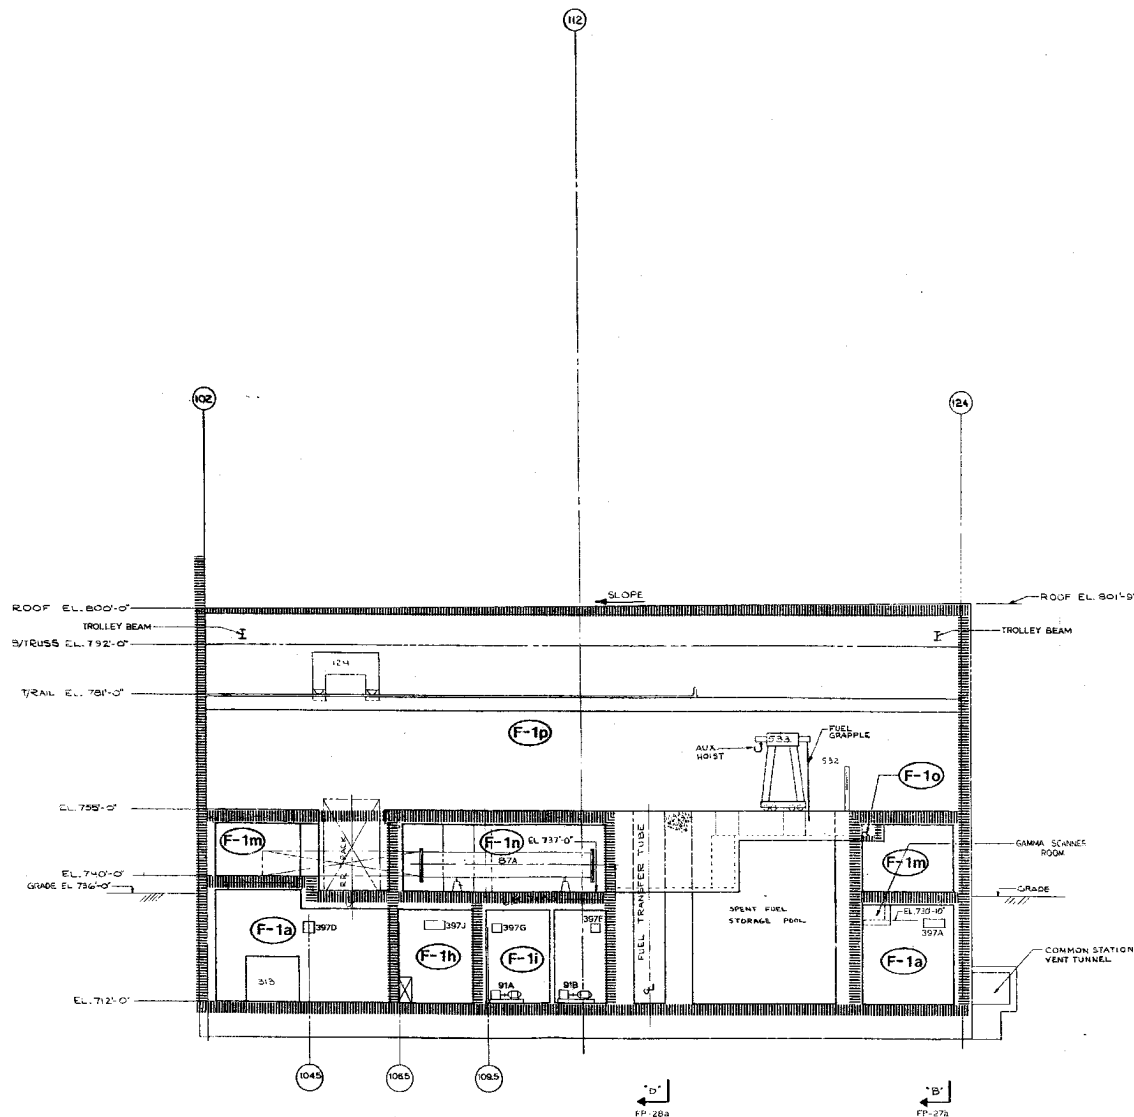 112
102
124
SLOPE
ROOF EL. 800'-0"
ROOF EL. 801'-9"
TROLLEY BEAM
TROLLEY BEAM
B/TRUSS EL. 792'-0"
124
T/RAIL EL. 781'-0"
F-1p
533
FUEL
GRAPPLE
AUX.
HOIST
532
F-1o
EL. 755'-0"
F-1m
RR TRACK
F-1n
EL 737'-0"
87A
FUEL TRANSFER TUBE
F-1m
GAMMA SCANNER
ROOM
EL. 740'-0"
GRADE EL 736'-0"
GRADE
SPENT FUEL
STORAGE POOL
EL. 730'-10"
397A
F-1a
397D
397J
397G
397F
F-1h
F-1i
F-1a
COMMON STATION
VENT TUNNEL
313
91A
91B
EL. 712'-0"
104.5
106.5
109.5
"D"
FP-28a
"B"
FP-27a